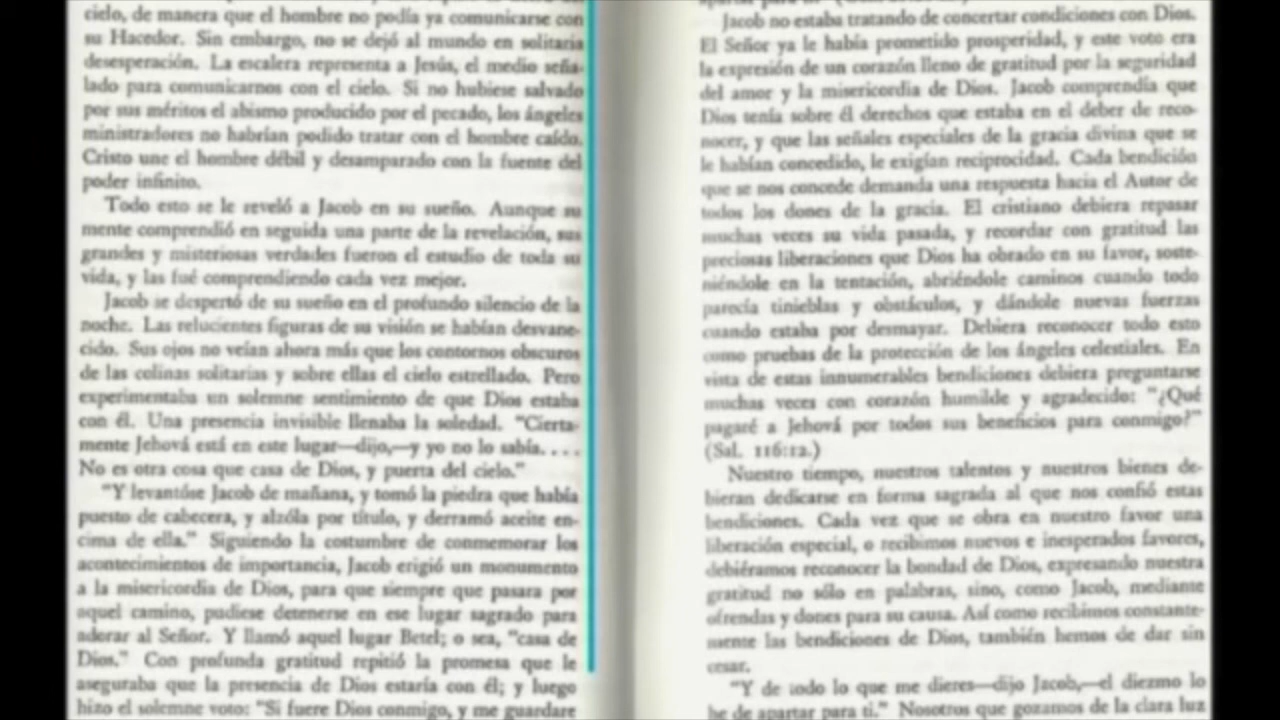 cielo, de manera que el hombre no podía ya comunicarse con
su Hacedor. Sin embargo, no se dejó al mundo en solitaria
desesperación. La escalera representa a Jesús, el medio seña-
lado para comunicarnos con el cielo. Si no hubiese salvado
por sus méritos el abismo producido por el pecado, los ángeles
ministradores no habrían podido tratar con el hombre caído.
Cristo une el hombre débil y desamparado con la fuente del
poder infinito.
Todo esto se le reveló a Jacob en su sueño. Aunque su
mente comprendió en seguida una parte de la revelación, sus
grandes y misteriosas verdades fueron el estudio de toda su
vida, y las fué comprendiendo cada vez mejor.
Jacob se despertó de su sueño en el profundo silencio de la
noche. Las relucientes figuras de su visión se habían desvane-
cido. Sus ojos no veían ahora más que los contornos obscuros
de las colinas solitarias y sobre ellas el cielo estrellado. Pero
experimentaba un solemne sentimiento de que Dios estaba
con él. Una presencia invisible llenaba la soledad. "Cierta-
mente Jehová está en este lugar—dijo,—y yo no lo sabía. . . .
No es otra cosa que casa de Dios, y puerta del cielo."
"Y levantóse Jacob de mañana, y tomó la piedra que había
puesto de cabecera, y alzóla por título, y derramó aceite en-
cima de ella." Siguiendo la costumbre de conmemorar los
acontecimientos de importancia, Jacob erigió un monumento
a la misericordia de Dios, para que siempre que pasara por
aquel camino, pudiese detenerse en ese lugar sagrado para
adorar al Señor. Y llamó aquel lugar Betel; o sea, "casa de
Dios." Con profunda gratitud repitió la promesa que le
aseguraba que la presencia de Dios estaría con él; y luego
hizo el solemne voto: "Si fuere Dios conmigo, y me guardare
Jacob no estaba tratando de concertar condiciones con Dios.
El Señor ya le había prometido prosperidad, y este voto era
la expresión de un corazón lleno de gratitud por la seguridad
del amor y la misericordia de Dios. Jacob comprendía que
Dios tenía sobre él derechos que estaba en el deber de reco-
nocer, y que las señales especiales de la gracia divina que se
le habían concedido, le exigían reciprocidad. Cada bendición
que se nos concede demanda una respuesta hacia el Autor de
todos los dones de la gracia. El cristiano debiera repasar
muchas veces su vida pasada, y recordar con gratitud las
preciosas liberaciones que Dios ha obrado en su favor, soste-
niéndole en la tentación, abriéndole caminos cuando todo
parecía tinieblas y obstáculos, y dándole nuevas fuerzas
cuando estaba por desmayar. Debiera reconocer todo esto
como pruebas de la protección de los ángeles celestiales. En
vista de estas innumerables bendiciones debiera preguntarse
muchas veces con corazón humilde y agradecido: "¿Qué
pagaré a Jehová por todos sus beneficios para conmigo?"
(Sal. 116:12.)
Nuestro tiempo, nuestros talentos y nuestros bienes de-
bieran dedicarse en forma sagrada al que nos confió estas
bendiciones. Cada vez que se obra en nuestro favor una
liberación especial, o recibimos nuevos e inesperados favores,
debiéramos reconocer la bondad de Dios, expresando nuestra
gratitud no sólo en palabras, sino, como Jacob, mediante
ofrendas y dones para su causa. Así como recibimos constante-
mente las bendiciones de Dios, también hemos de dar sin
cesar.
"Y de todo lo que me dieres—dijo Jacob,—el diezmo lo
he de apartar para ti." Nosotros que gozamos de la clara luz